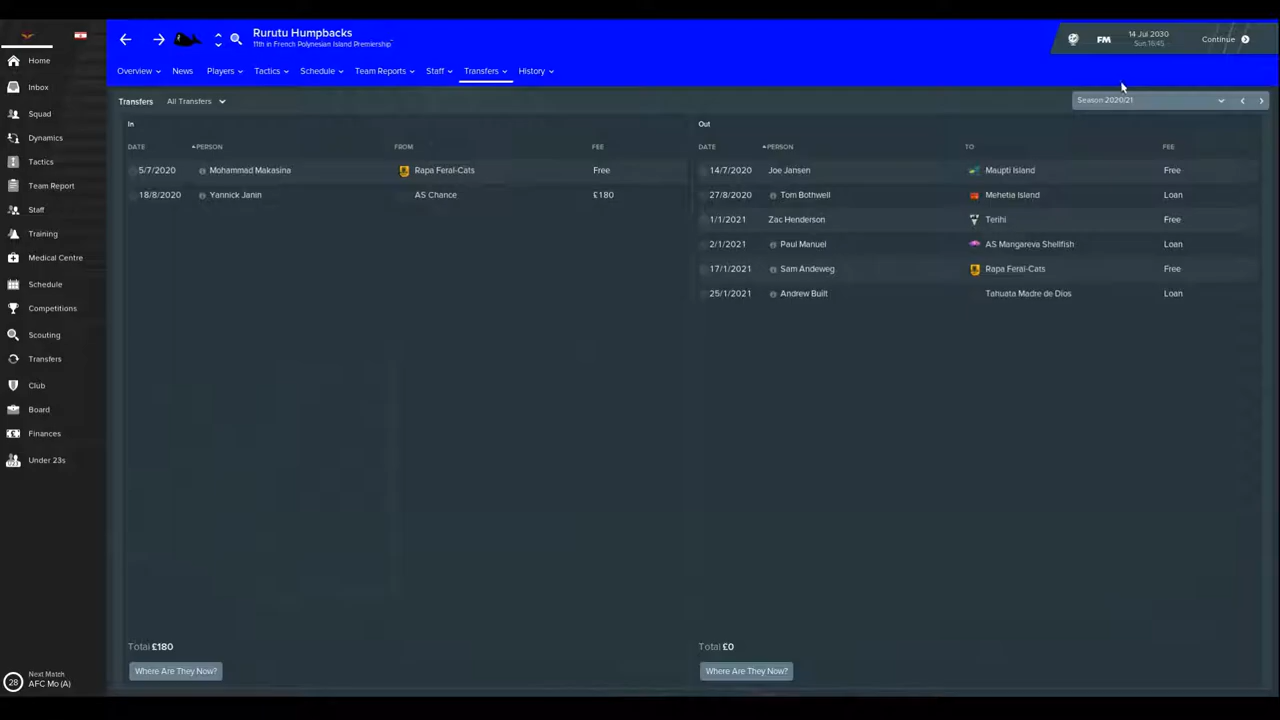 Rurutu Humpbacks
11th in French Polynesian Island Premiership
14 Jul 2030
Sun 16:45
FM
Continue
Overview
News
Players
Tactics
Schedule
Team Reports
Staff
Transfers
History
Home
Inbox
Squad
Dynamics
Tactics
Team Report
Staff
Training
Medical Centre
Schedule
Competitions
Scouting
Transfers
Club
Board
Finances
U23
Under 23s
28
Next Match
AFC Mo (A)
Transfers All Transfers
Season 2020/21
In
DATE PERSON FROM FEE
5/7/2020 Mohammad Makasina Rapa Feral-Cats Free
18/8/2020 Yannick Janin AS Chance £180
Total £180
Where Are They Now?
Out
DATE PERSON TO FEE
14/7/2020 Joe Jansen Maupti Island Free
27/8/2020 Tom Bothwell Mehetia Island Loan
1/1/2021 Zac Henderson Terihi Free
2/1/2021 Paul Manuel AS Mangareva Shellfish Loan
17/1/2021 Sam Andeweg Rapa Feral-Cats Free
25/1/2021 Andrew Built Tahuata Madre de Dios Loan
Total £0
Where Are They Now?